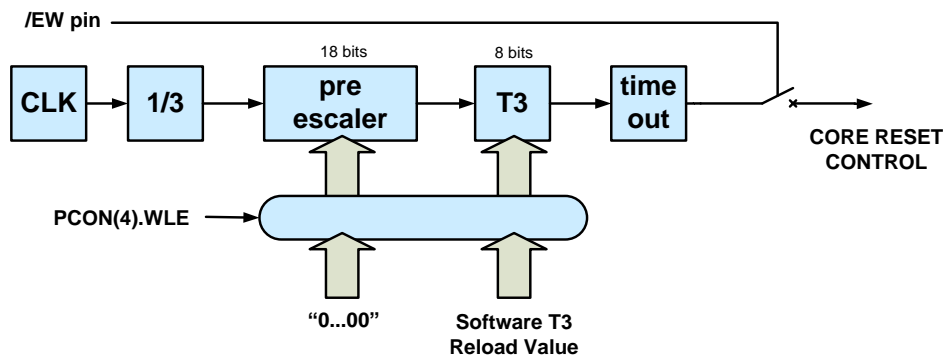 /EW pin
18 bits
8 bits
CLK
1/3
pre
escaler
T3
time
out
CORE RESET
CONTROL
PCON(4).WLE
“0...00”
Software T3
Reload Value